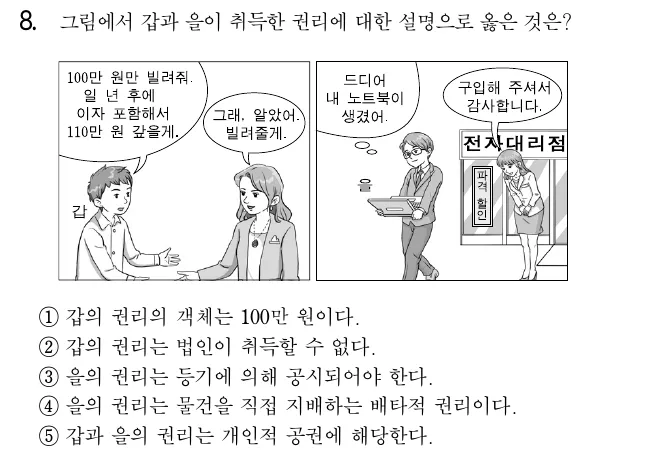 8. 그림에서 갑과 을이 취득한 권리에 대한 설명으로 옳은 것은?
100만 원만 빌려줘.
일 년 후에
이자 포함해서
110만 원 갚을게.
그래, 알았어.
빌려줄게.
갑
드디어
내 노트북이
생겼어.
구입해 주셔서
감사합니다.
전자대리점
을
파격 할인
① 갑의 권리의 객체는 100만 원이다.
② 갑의 권리는 법인이 취득할 수 없다.
③ 을의 권리는 등기에 의해 공시되어야 한다.
④ 을의 권리는 물건을 직접 지배하는 배타적 권리이다.
⑤ 갑과 을의 권리는 개인적 공권에 해당한다.